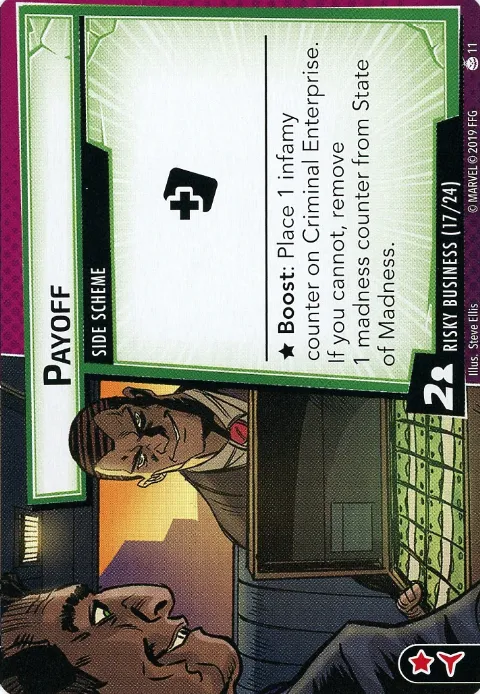 PAYOFF
SIDE SCHEME
★ Boost: Place 1 infamy
counter on Criminal Enterprise.
If you cannot, remove
1 madness counter from State
of Madness.
2
RISKY BUSINESS (17/24)
Illus. Steve Ellis
© MARVEL © 2019 FFG
11